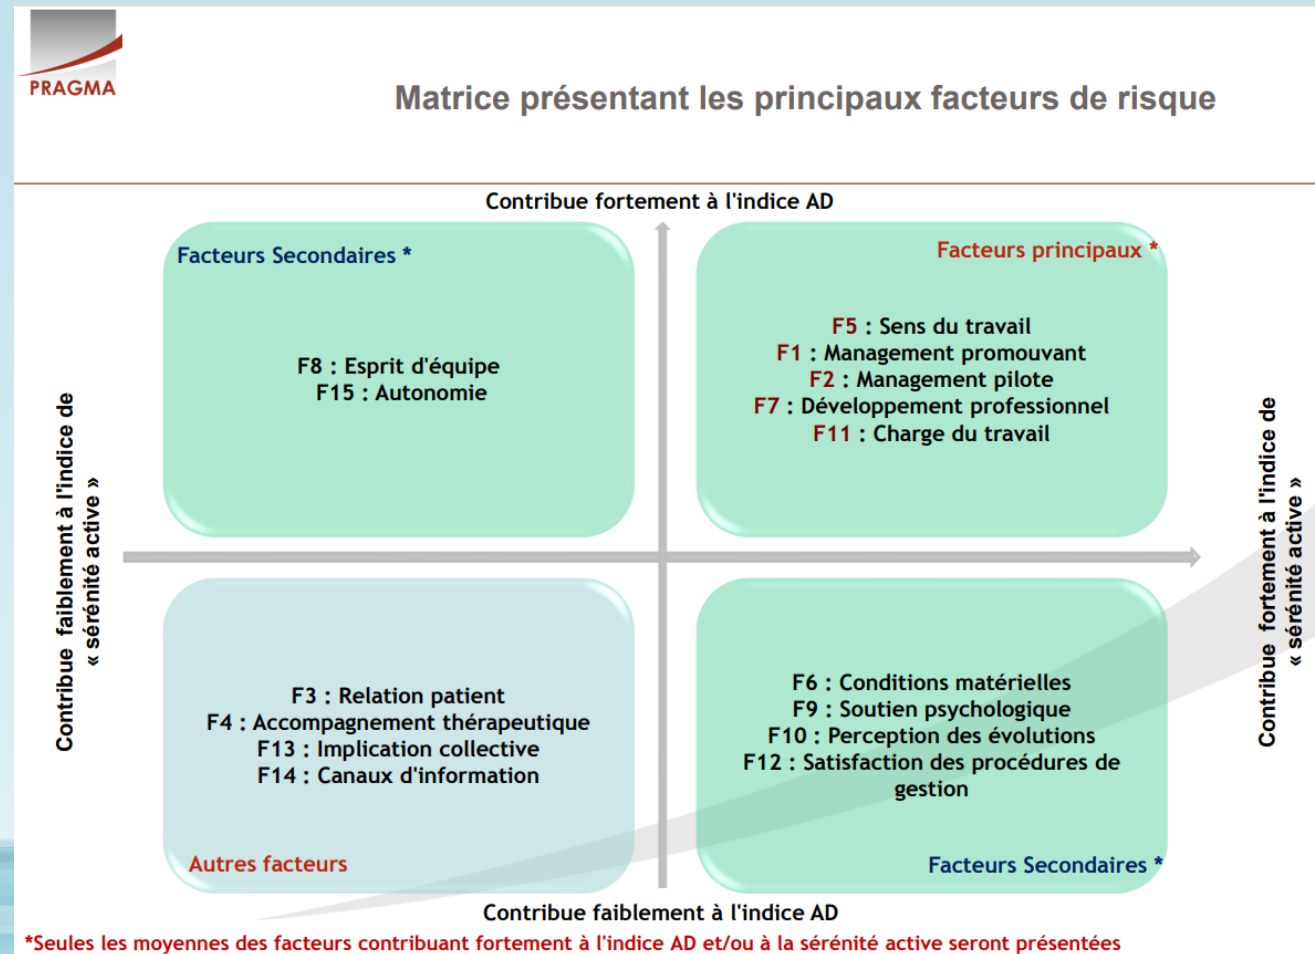 PRAGMA
Matrice présentant les principaux facteurs de risque
Contribue fortement à l'indice AD
Facteurs Secondaires *
F8 : Esprit d'équipe
F15 : Autonomie
Facteurs principaux *
F5 : Sens du travail
F1 : Management promouvant
F2 : Management pilote
F7 : Développement professionnel
F11 : Charge du travail
Contribue faiblement à l'indice de
« sérénité active »
Contribue fortement à l'indice de
« sérénité active »
F3 : Relation patient
F4 : Accompagnement thérapeutique
F13 : Implication collective
F14 : Canaux d'information
Autres facteurs
F6 : Conditions matérielles
F9 : Soutien psychologique
F10 : Perception des évolutions
F12 : Satisfaction des procédures de
gestion
Facteurs Secondaires *
Contribue faiblement à l'indice AD
*Seules les moyennes des facteurs contribuant fortement à l'indice AD et/ou à la sérénité active seront présentées